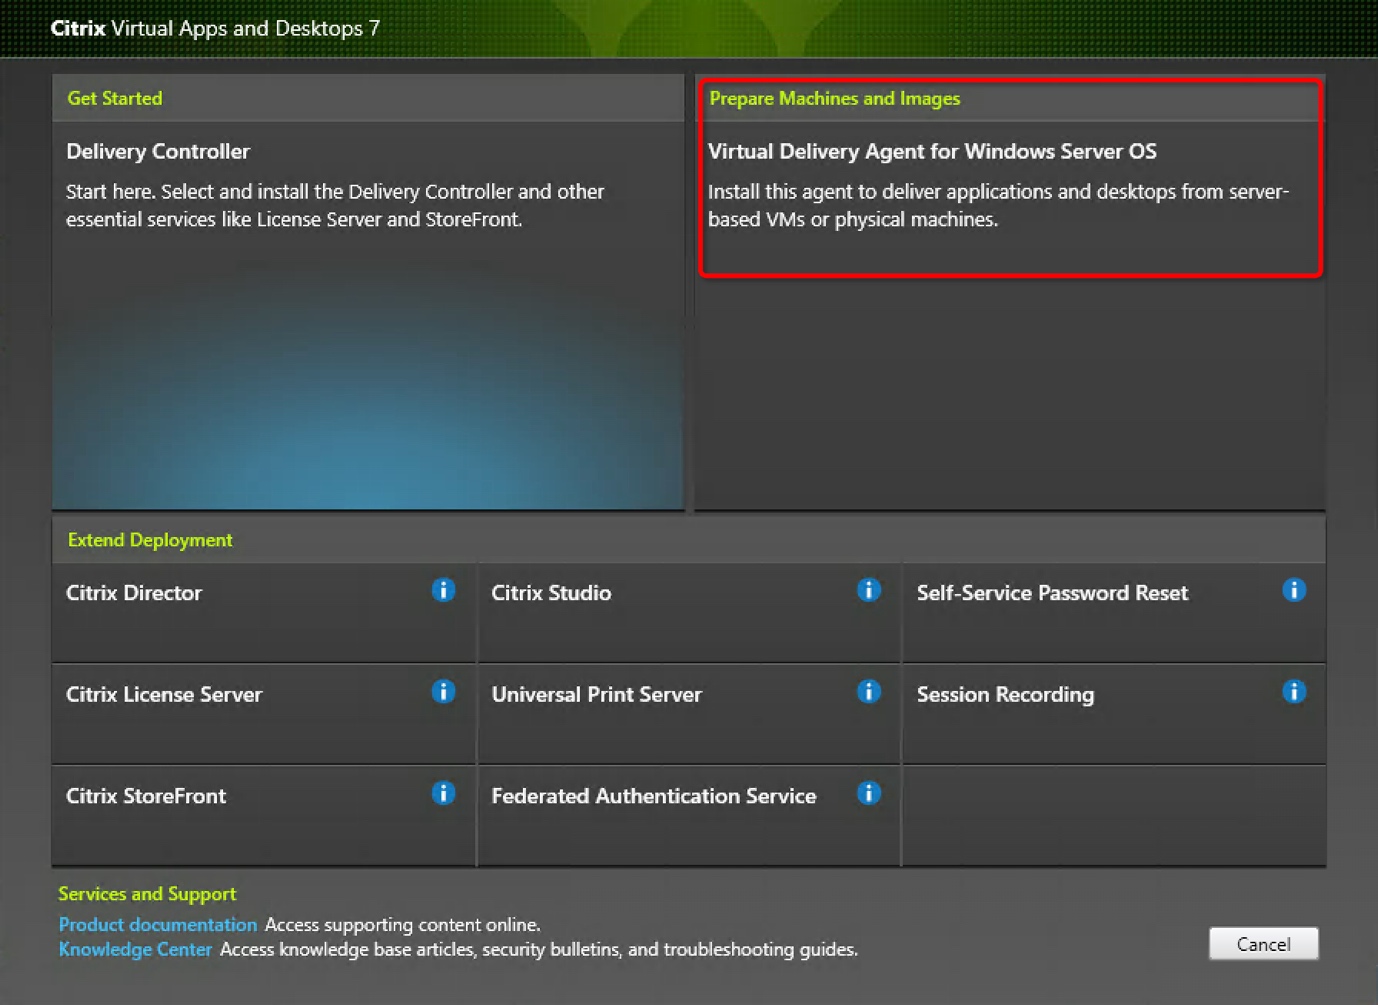 Citrix Virtual Apps and Desktops 7
Get Started
Delivery Controller
Start here. Select and install the Delivery Controller and other
essential services like License Server and StoreFront.
Prepare Machines and Images
Virtual Delivery Agent for Windows Server OS
Install this agent to deliver applications and desktops from server-
based VMs or physical machines.
Extend Deployment
Citrix Director
Citrix Studio
Self-Service Password Reset
Citrix License Server
Universal Print Server
Session Recording
Citrix StoreFront
Federated Authentication Service
Services and Support
Product documentation Access supporting content online.
Knowledge Center Access knowledge base articles, security bulletins, and troubleshooting guides.
Cancel